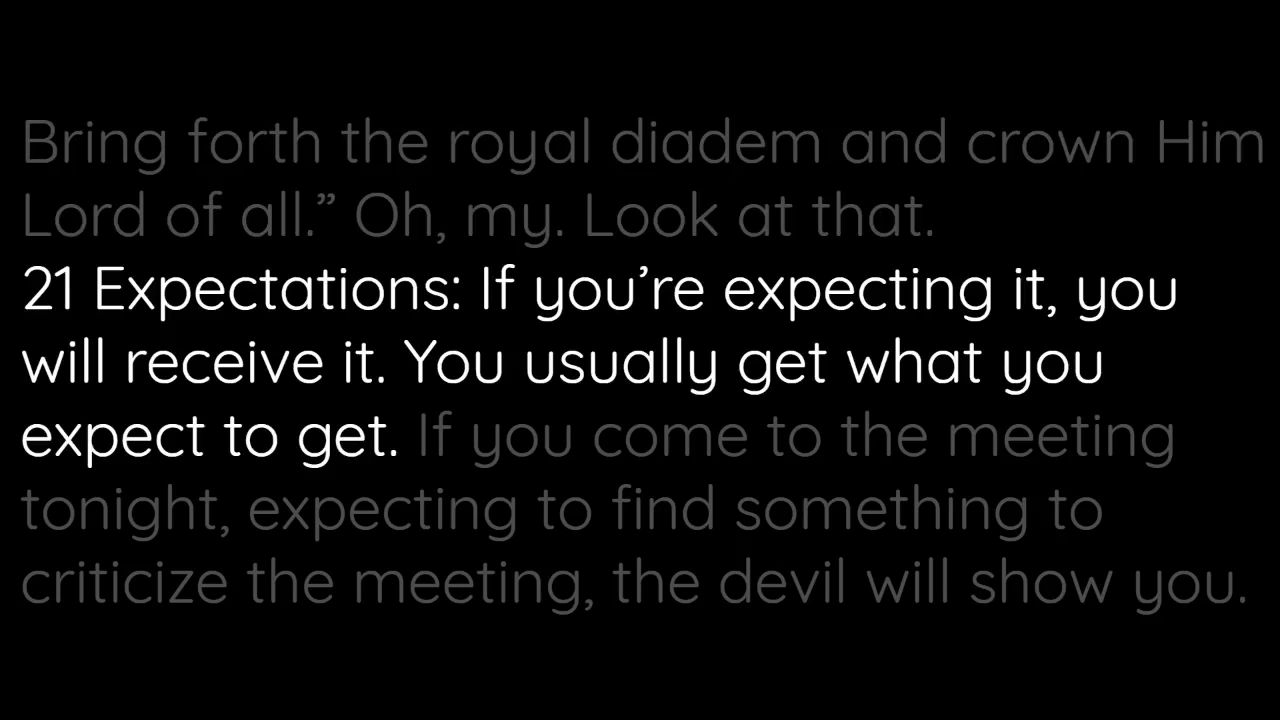 Bring forth the royal diadem and crown Him
Lord of all.” Oh, my. Look at that.
21 Expectations: If you’re expecting it, you
will receive it. You usually get what you
expect to get. If you come to the meeting
tonight, expecting to find something to
criticize the meeting, the devil will show you.